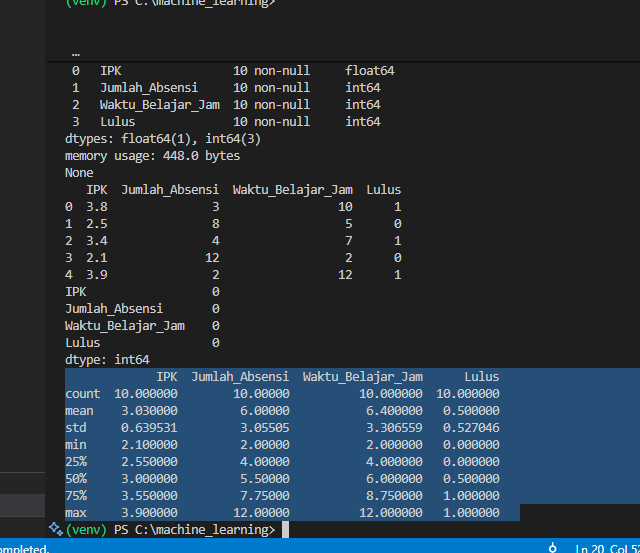 (venv) PS C:\machine_learning>
…
0 IPK 10 non-null float64
1 Jumlah_Absensi 10 non-null int64
2 Waktu_Belajar_Jam 10 non-null int64
3 Lulus 10 non-null int64
dtypes: float64(1), int64(3)
memory usage: 448.0 bytes
None
IPK Jumlah_Absensi Waktu_Belajar_Jam Lulus
0 3.8 3 10 1
1 2.5 8 5 0
2 3.4 4 7 1
3 2.1 12 2 0
4 3.9 2 12 1
IPK 0
Jumlah_Absensi 0
Waktu_Belajar_Jam 0
Lulus 0
dtype: int64
IPK Jumlah_Absensi Waktu_Belajar_Jam Lulus
count 10.000000 10.00000 10.000000 10.000000
mean 3.030000 6.00000 6.400000 0.500000
std 0.639531 3.05505 3.306559 0.527046
min 2.100000 2.00000 2.000000 0.000000
25% 2.550000 4.00000 4.000000 0.000000
50% 3.000000 5.50000 6.000000 0.500000
75% 3.550000 7.75000 8.750000 1.000000
max 3.900000 12.00000 12.000000 1.000000
(venv) PS C:\machine_learning>
ompleted. Ln 20, Col 52